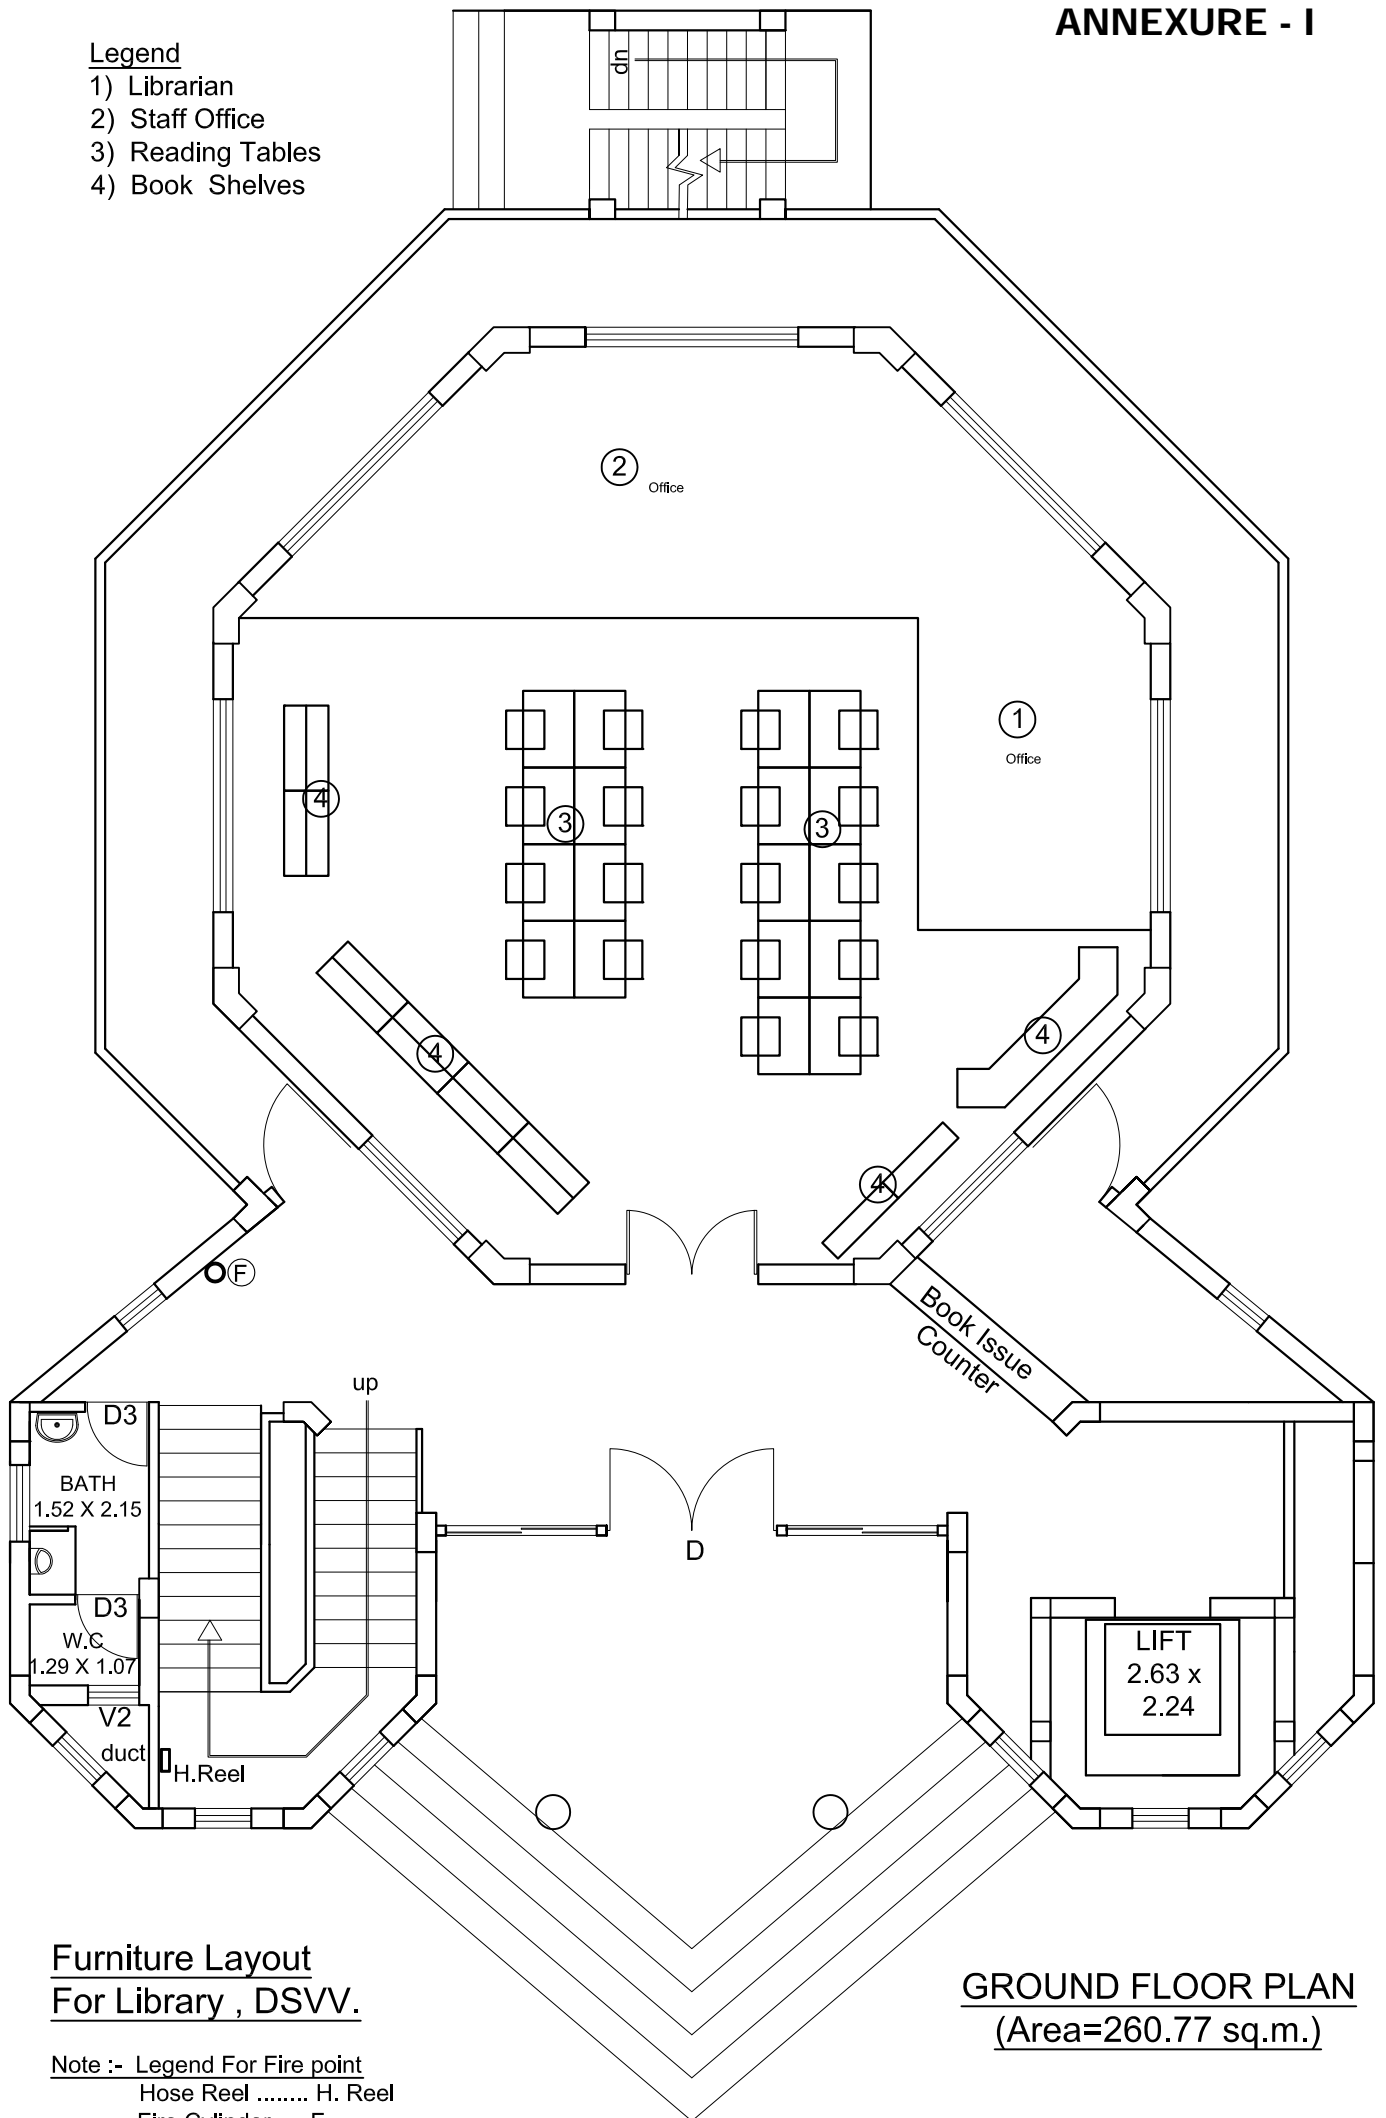 ANNEXURE - I
Legend
1) Librarian
2) Staff Office
3) Reading Tables
4) Book Shelves
dn
2
Office
1
Office
4
3
3
4
4
4
F
Book Issue
Counter
up
D3
BATH
1.52 X 2.15
D
D3
W.C
1.29 X 1.07
LIFT
2.63 x
2.24
V2
duct
H.Reel
Furniture Layout
For Library , DSVV.
GROUND FLOOR PLAN
(Area=260.77 sq.m.)
Note :- Legend For Fire point
Hose Reel ........ H. Reel
Fire Cylinder .... F